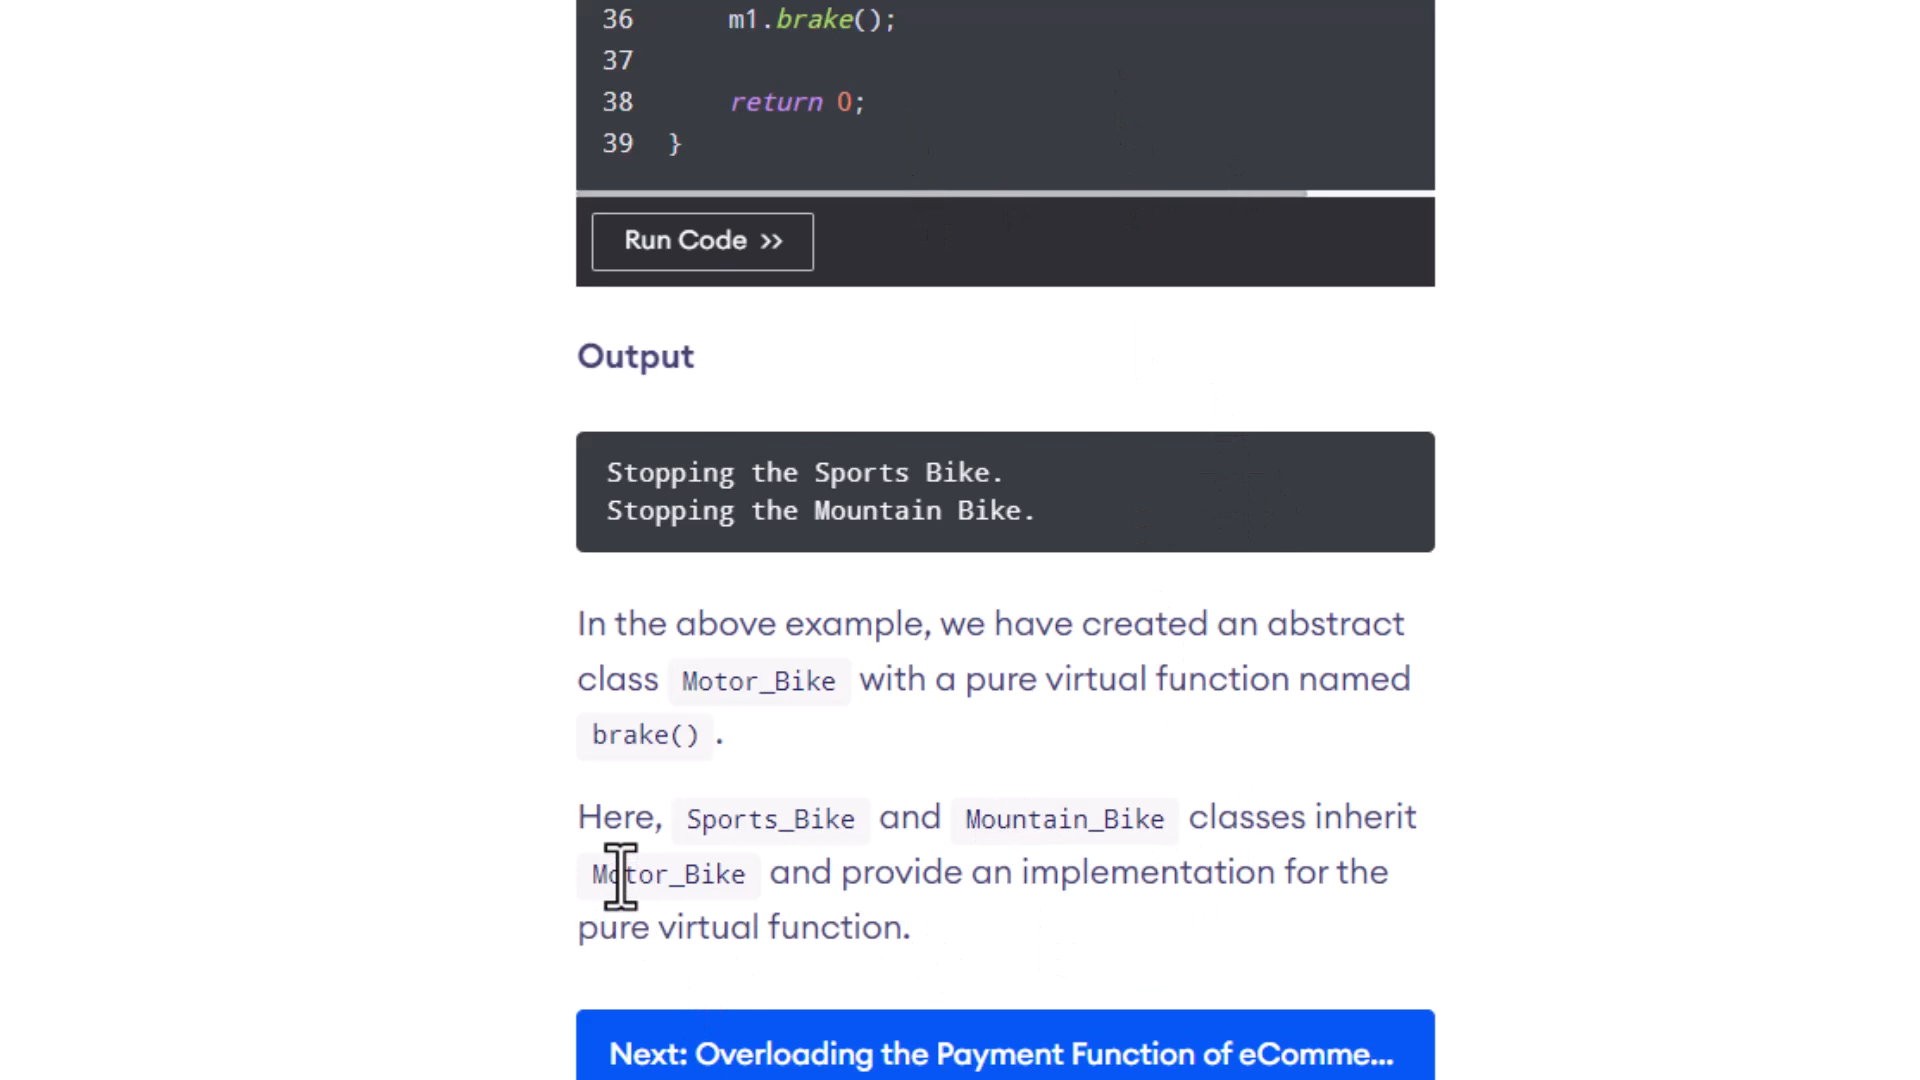 36 m1.brake();
37
38 return 0;
39 }
Run Code >>
Output
Stopping the Sports Bike.
Stopping the Mountain Bike.
In the above example, we have created an abstract
class Motor_Bike with a pure virtual function named
brake() .
Here, Sports_Bike and Mountain_Bike classes inherit
Motor_Bike and provide an implementation for the
pure virtual function.
Next: Overloading the Payment Function of eComme...